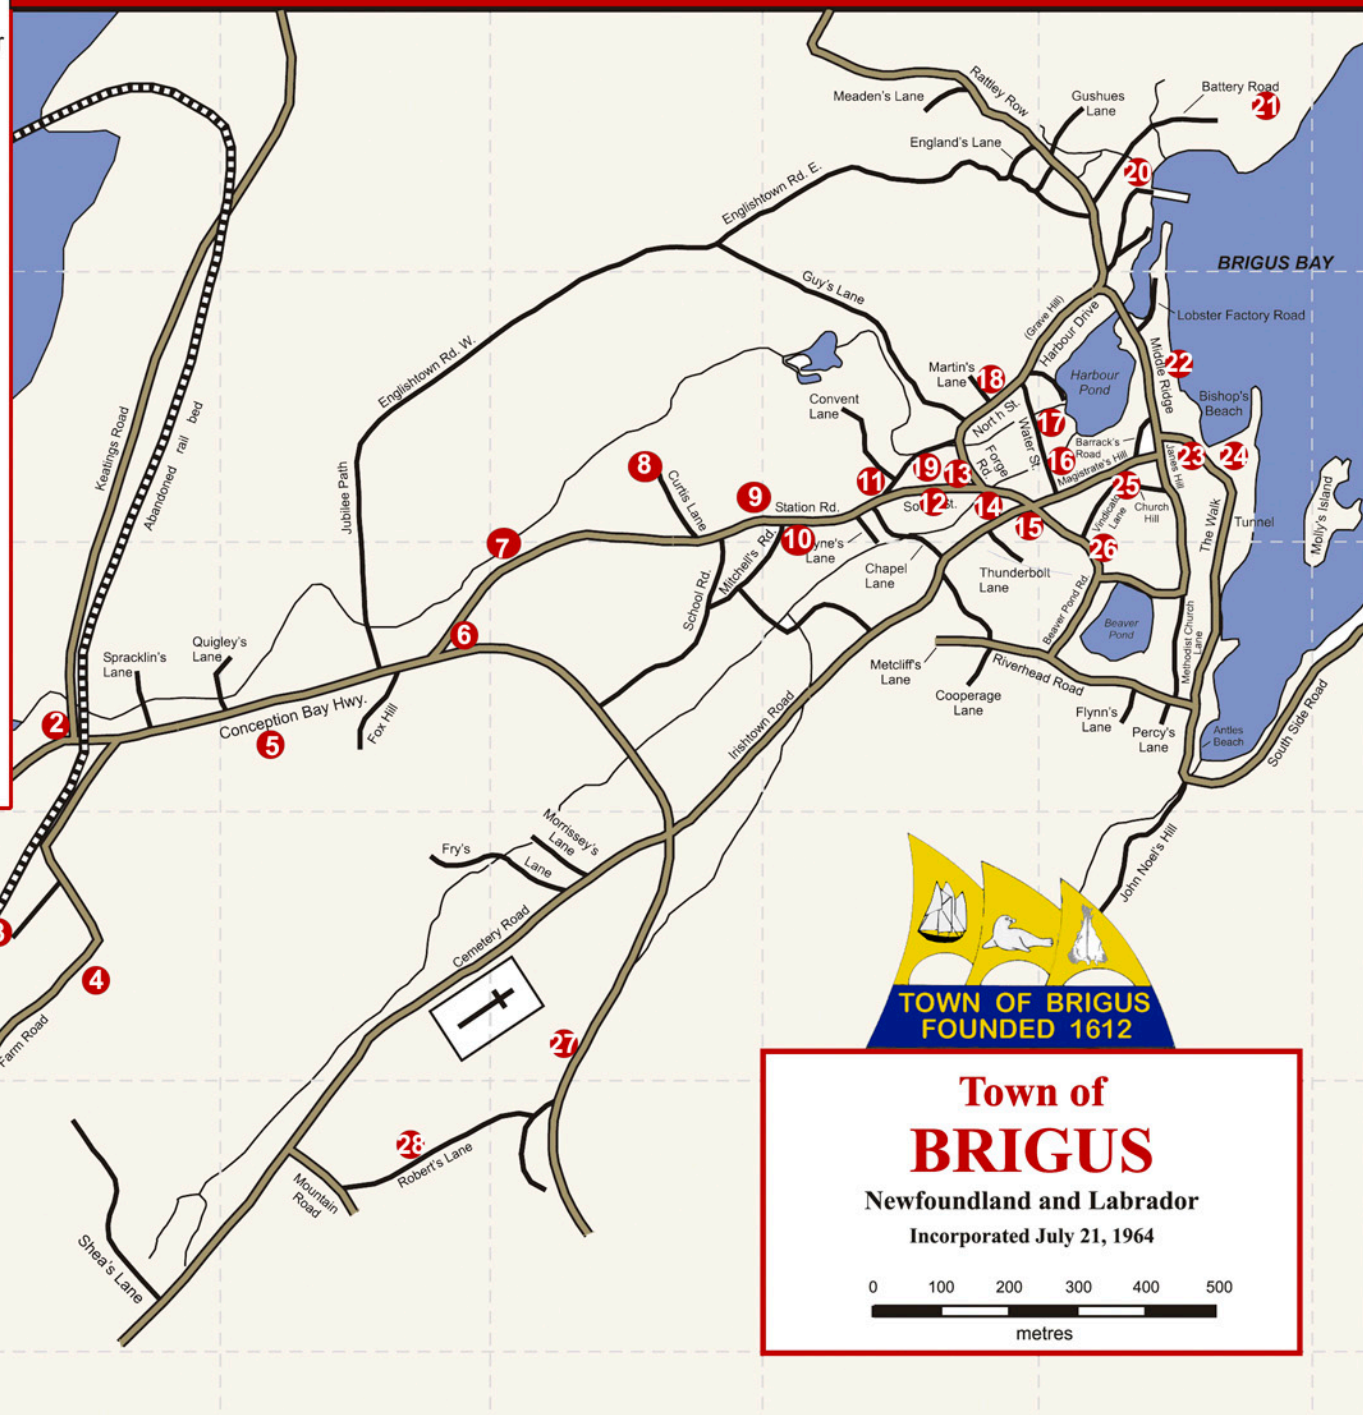 r
Rattley Row
Meaden's Lane
Gushues
Lane
Battery Road
21
England's Lane
20
Englishtown Rd. E.
BRIGUS BAY
Guy's Lane
(Grave Hill)
Harbour Drive
Lobster Factory Road
Middle Ridge
22
Englishtown Rd. W.
Martin's
Lane
18
Harbour
Pond
Bishop's
Beach
Convent
Lane
North St.
Water St.
17
Keatings Road
Abandoned rail bed
Barrack's
Road
Magistrate's Hill
16
Forge
Rd.
James Hill
23
24
8
Curtis Lane
11
19
13
Jubilee Path
9
Station Rd.
12
St.
14
25
Church
Hill
Lane
The Walk
Tunnel
Molly's Island
7
10
Mitchell's Rd.
Lane
15
26
Chapel
Lane
Thunderbolt
Lane
School Rd.
Beaver Pond Rd.
Beaver
Pond
6
Quigley's
Lane
Spracklin's
Lane
Methodist Church
Lane
Metcliff's
Lane
Riverhead Road
Cooperage
Lane
Flynn's
Lane
Percy's
Lane
Antles
Beach
South Side Road
2
Conception Bay Hwy.
5
Fox Hill
Irishtown Road
Morrissey's
Lane
Fry's
Lane
John Noel's Hill
Cemetery Road
3
4
Farm Road
27
28
Robert's Lane
Mountain
Road
Shea's Lane
TOWN OF BRIGUS
FOUNDED 1612
Town of
BRIGUS
Newfoundland and Labrador
Incorporated July 21, 1964
0 100 200 300 400 500
metres